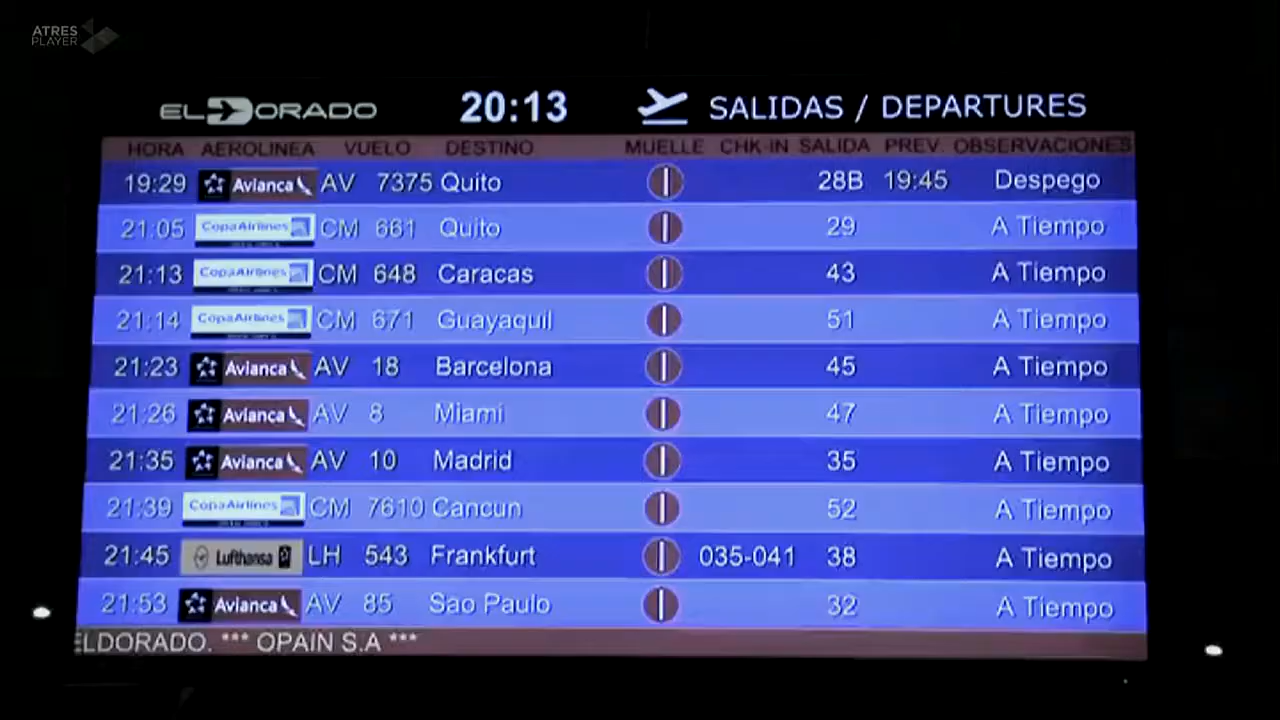 ATRES
PLAYER
EL DORADO 20:13 SALIDAS / DEPARTURES
HORA AEROLINEA VUELO DESTINO MUELLE CHK-IN SALIDA PREV. OBSERVACIONES
19:29 Avianca AV 7375 Quito 28B 19:45 Despego
21:05 CopaAirlines CM 661 Quito 29 A Tiempo
21:13 CopaAirlines CM 648 Caracas 43 A Tiempo
21:14 CopaAirlines CM 671 Guayaquil 51 A Tiempo
21:23 Avianca AV 18 Barcelona 45 A Tiempo
21:26 Avianca AV 8 Miami 47 A Tiempo
21:35 Avianca AV 10 Madrid 35 A Tiempo
21:39 CopaAirlines CM 7610 Cancun 52 A Tiempo
21:45 Lufthansa LH 543 Frankfurt 035-041 38 A Tiempo
21:53 Avianca AV 85 Sao Paulo 32 A Tiempo
ELDORADO. *** OPAIN S.A ***